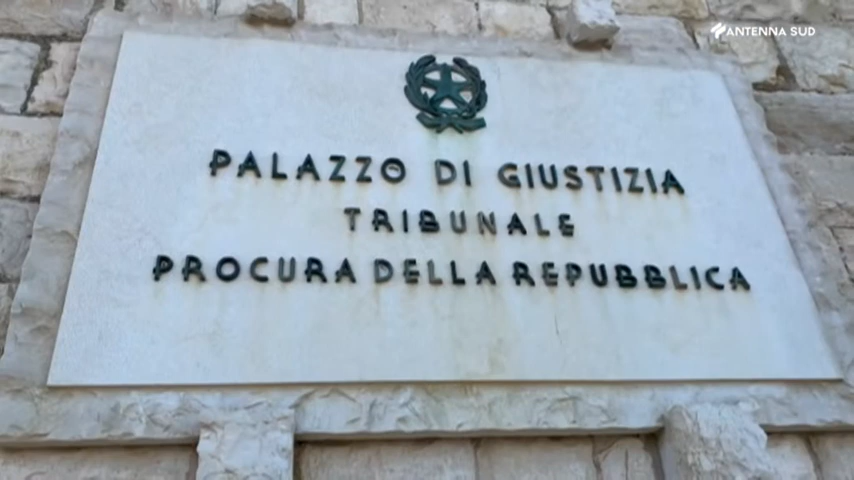 ANTENNA SUD
PALAZZO DI GIUSTIZIA
TRIBUNALE
PROCURA DELLA REPUBBLICA